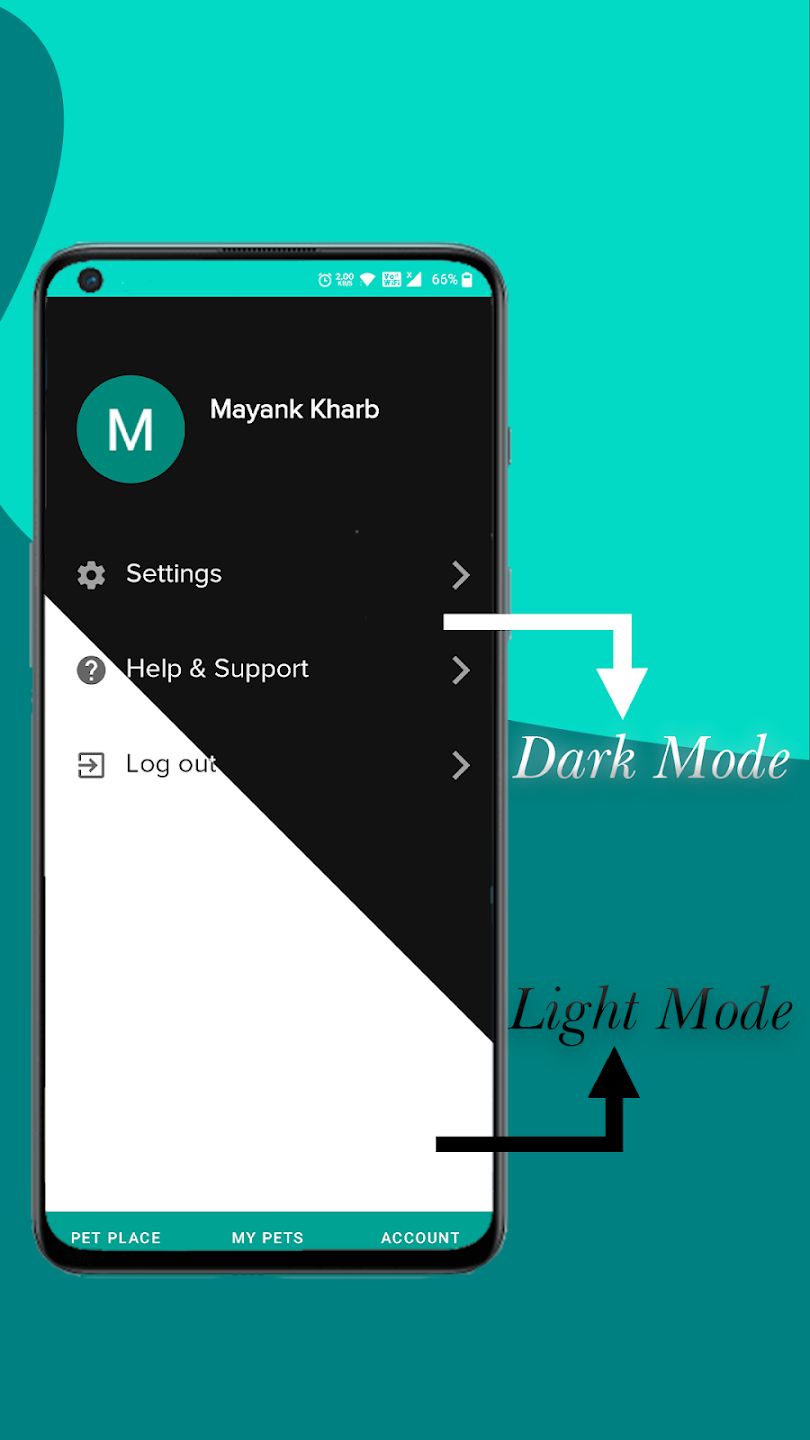 2.00 KB/S Vo WiFi X 66%
M
Mayank Kharb
Settings
Help & Support
Log out
Dark Mode
Light Mode
PET PLACE MY PETS ACCOUNT